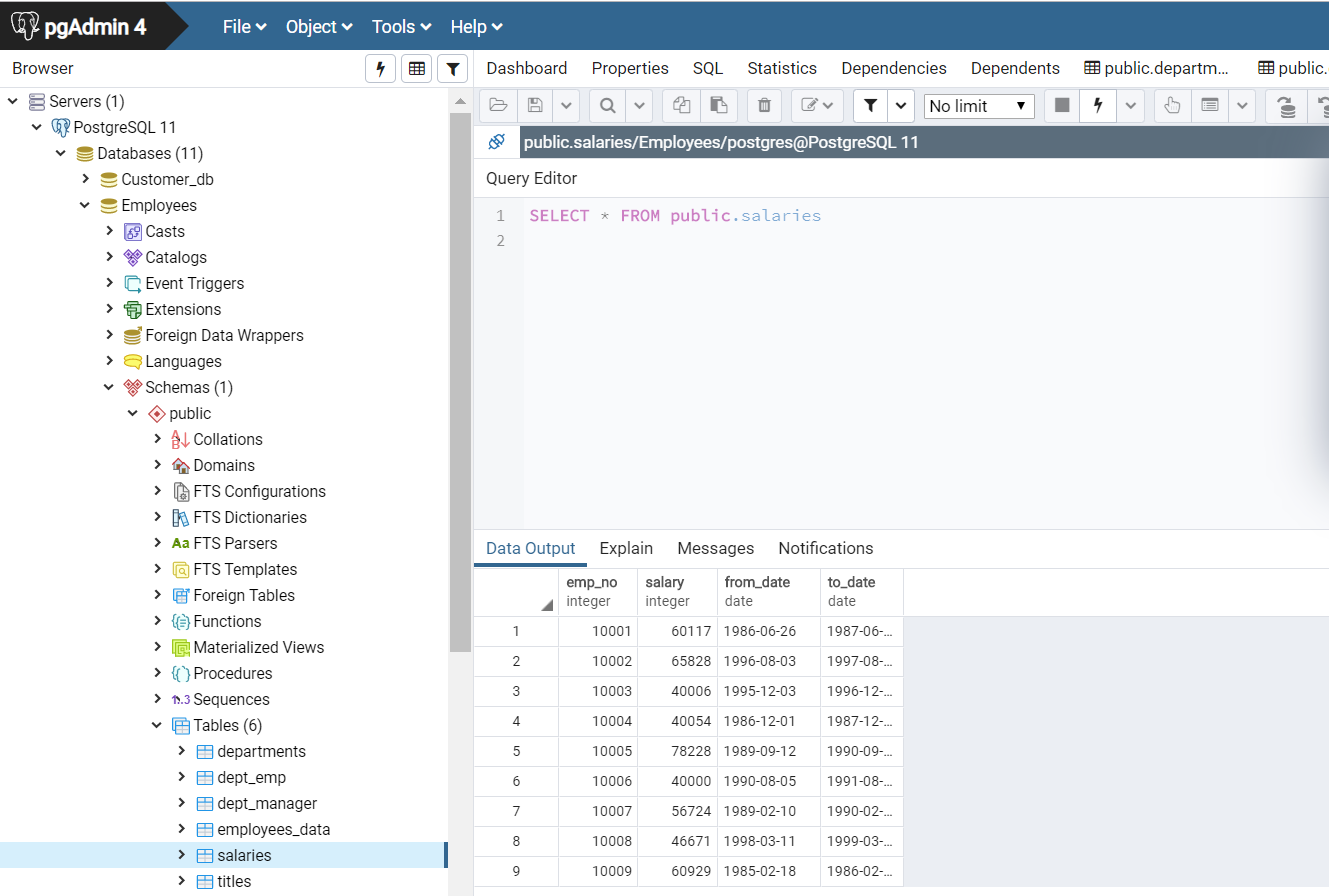 pgAdmin 4 File Object Tools Help
Browser
Dashboard Properties SQL Statistics Dependencies Dependents public.departm... public.
Servers (1)
PostgreSQL 11
Databases (11)
Customer_db
Employees
Casts
Catalogs
Event Triggers
Extensions
Foreign Data Wrappers
Languages
Schemas (1)
public
Collations
Domains
FTS Configurations
FTS Dictionaries
Aa FTS Parsers
FTS Templates
Foreign Tables
Functions
Materialized Views
Procedures
1..3 Sequences
Tables (6)
departments
dept_emp
dept_manager
employees_data
salaries
titles
No limit
public.salaries/Employees/postgres@PostgreSQL 11
Query Editor
1 SELECT * FROM public.salaries
2
Data Output Explain Messages Notifications
emp_no salary from_date to_date
integer integer date date
1 10001 60117 1986-06-26 1987-06-...
2 10002 65828 1996-08-03 1997-08-...
3 10003 40006 1995-12-03 1996-12-...
4 10004 40054 1986-12-01 1987-12-...
5 10005 78228 1989-09-12 1990-09-...
6 10006 40000 1990-08-05 1991-08-...
7 10007 56724 1989-02-10 1990-02-...
8 10008 46671 1998-03-11 1999-03-...
9 10009 60929 1985-02-18 1986-02-...